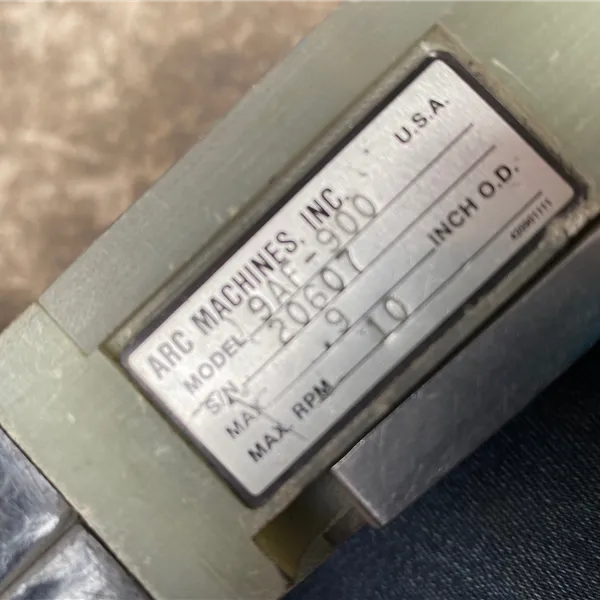 ARC MACHINES, INC. U.S.A.
MODEL 9AF-900
S/N 20607
MAX .9 INCH O.D.
MAX RPM 10